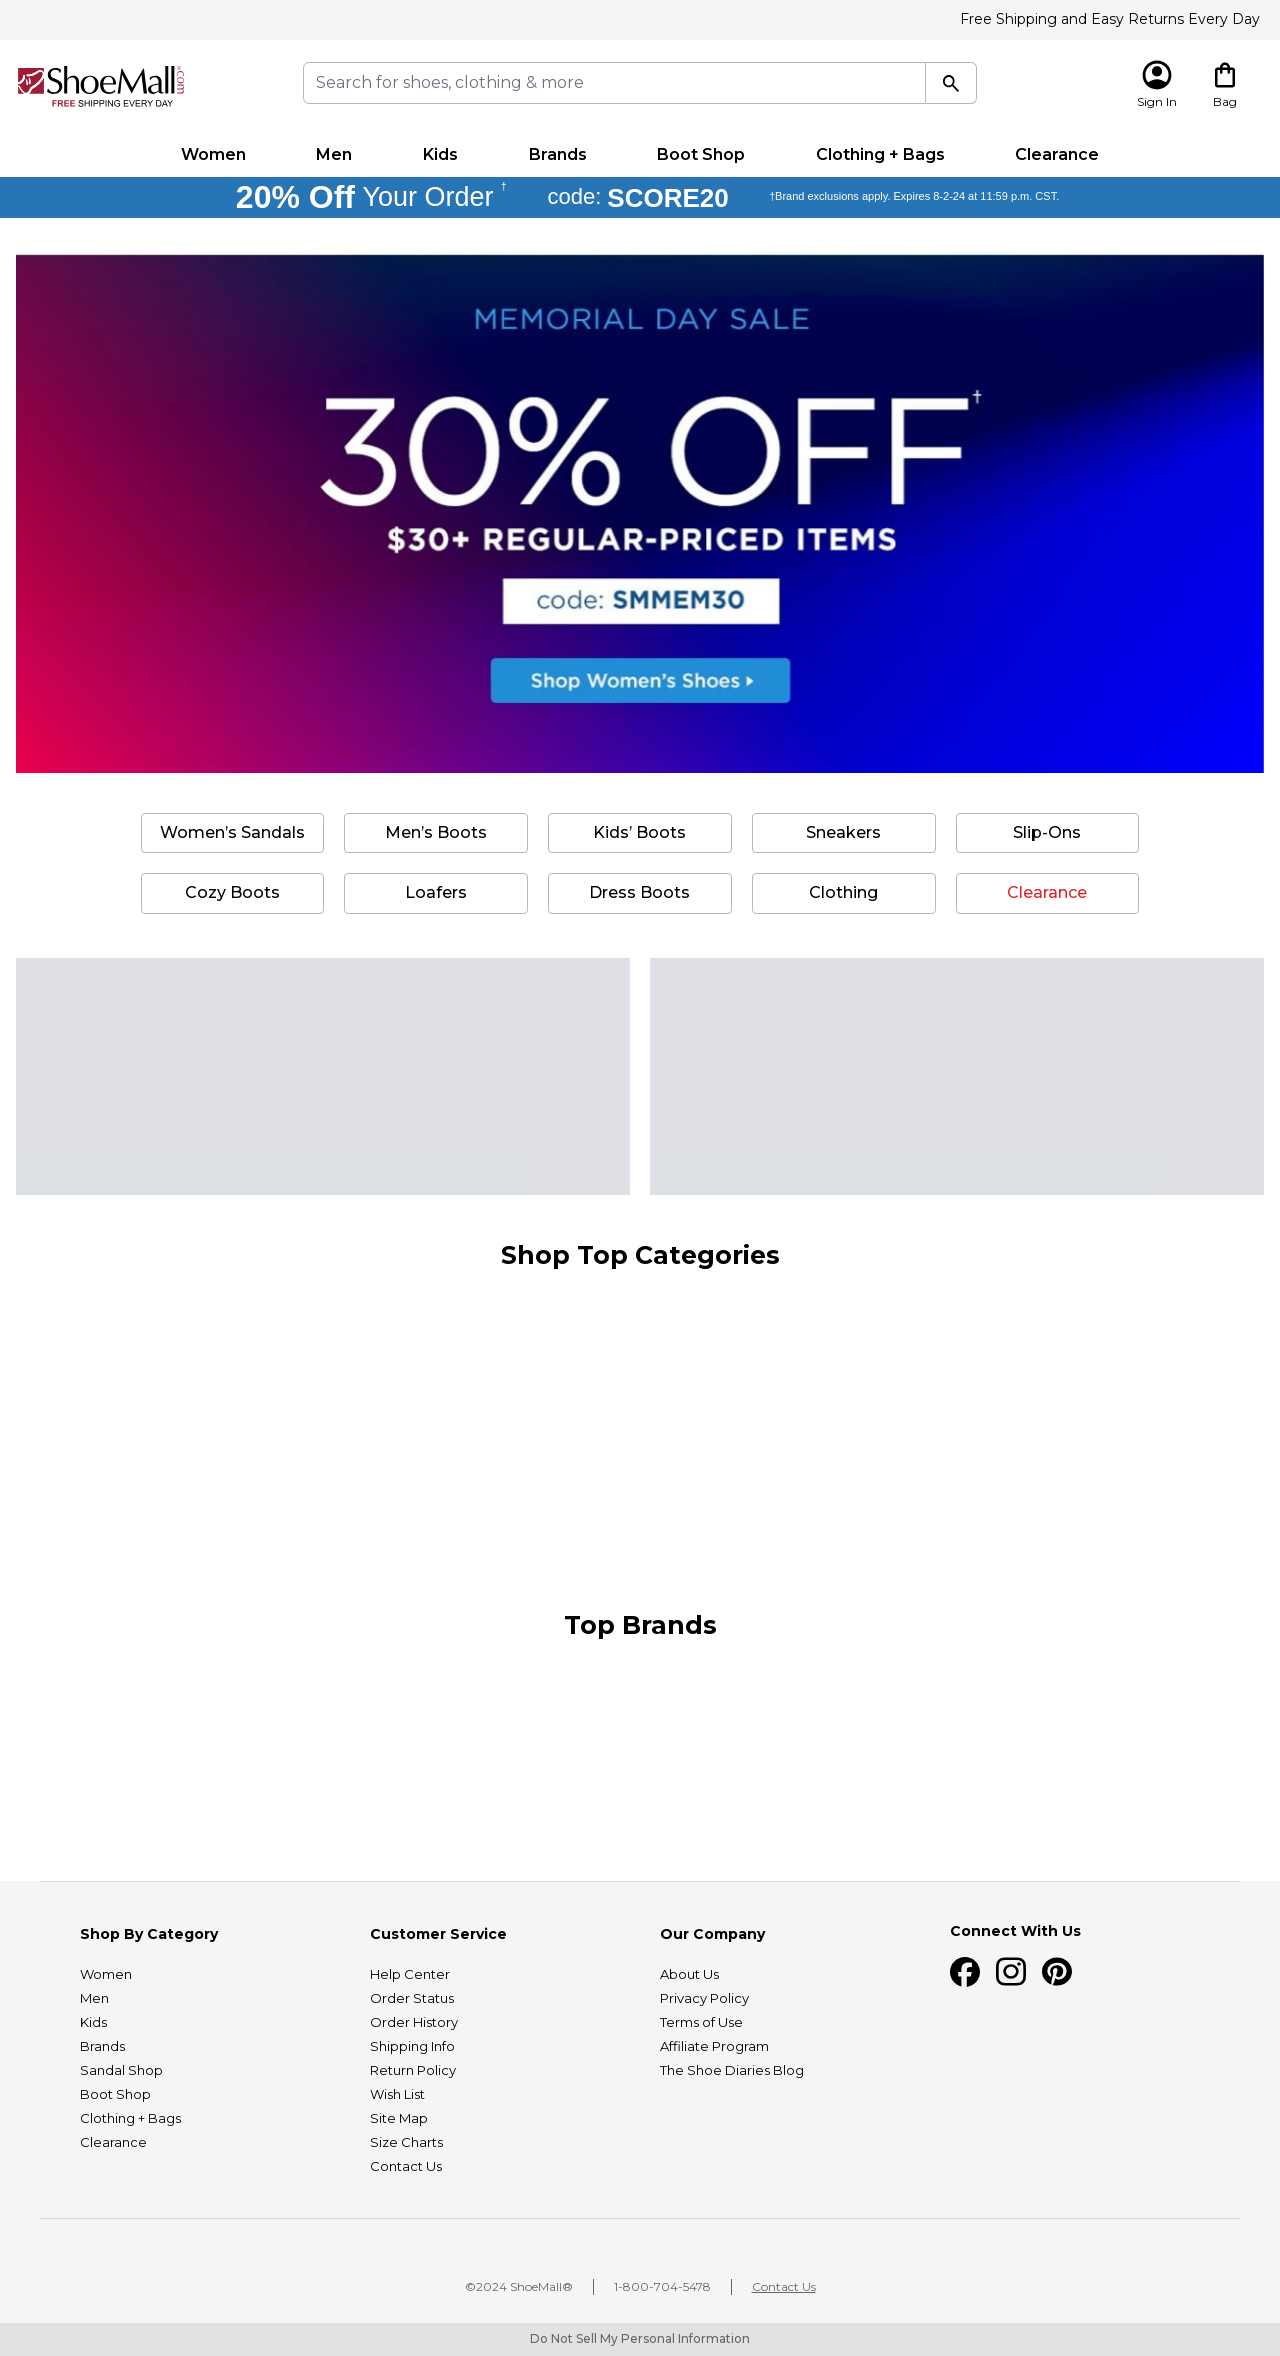 Free Shipping and Easy Returns Every Day
ShoeMall®.com
FREE SHIPPING EVERY DAY
Search for shoes, clothing & more
Sign In
Bag
Women
Men
Kids
Brands
Boot Shop
Clothing + Bags
Clearance
20% Off Your Order †
code: SCORE20
†Brand exclusions apply. Expires 8-2-24 at 11:59 p.m. CST.
MEMORIAL DAY SALE
30% OFF†
$30+ REGULAR-PRICED ITEMS
code: SMMEM30
Shop Women's Shoes
Women’s Sandals
Men’s Boots
Kids’ Boots
Sneakers
Slip-Ons
Cozy Boots
Loafers
Dress Boots
Clothing
Clearance
Shop Top Categories
Top Brands
Shop By Category
Women
Men
Kids
Brands
Sandal Shop
Boot Shop
Clothing + Bags
Clearance
Customer Service
Help Center
Order Status
Order History
Shipping Info
Return Policy
Wish List
Site Map
Size Charts
Contact Us
Our Company
About Us
Privacy Policy
Terms of Use
Affiliate Program
The Shoe Diaries Blog
Connect With Us
©2024 ShoeMall®
1-800-704-5478
Contact Us
Do Not Sell My Personal Information